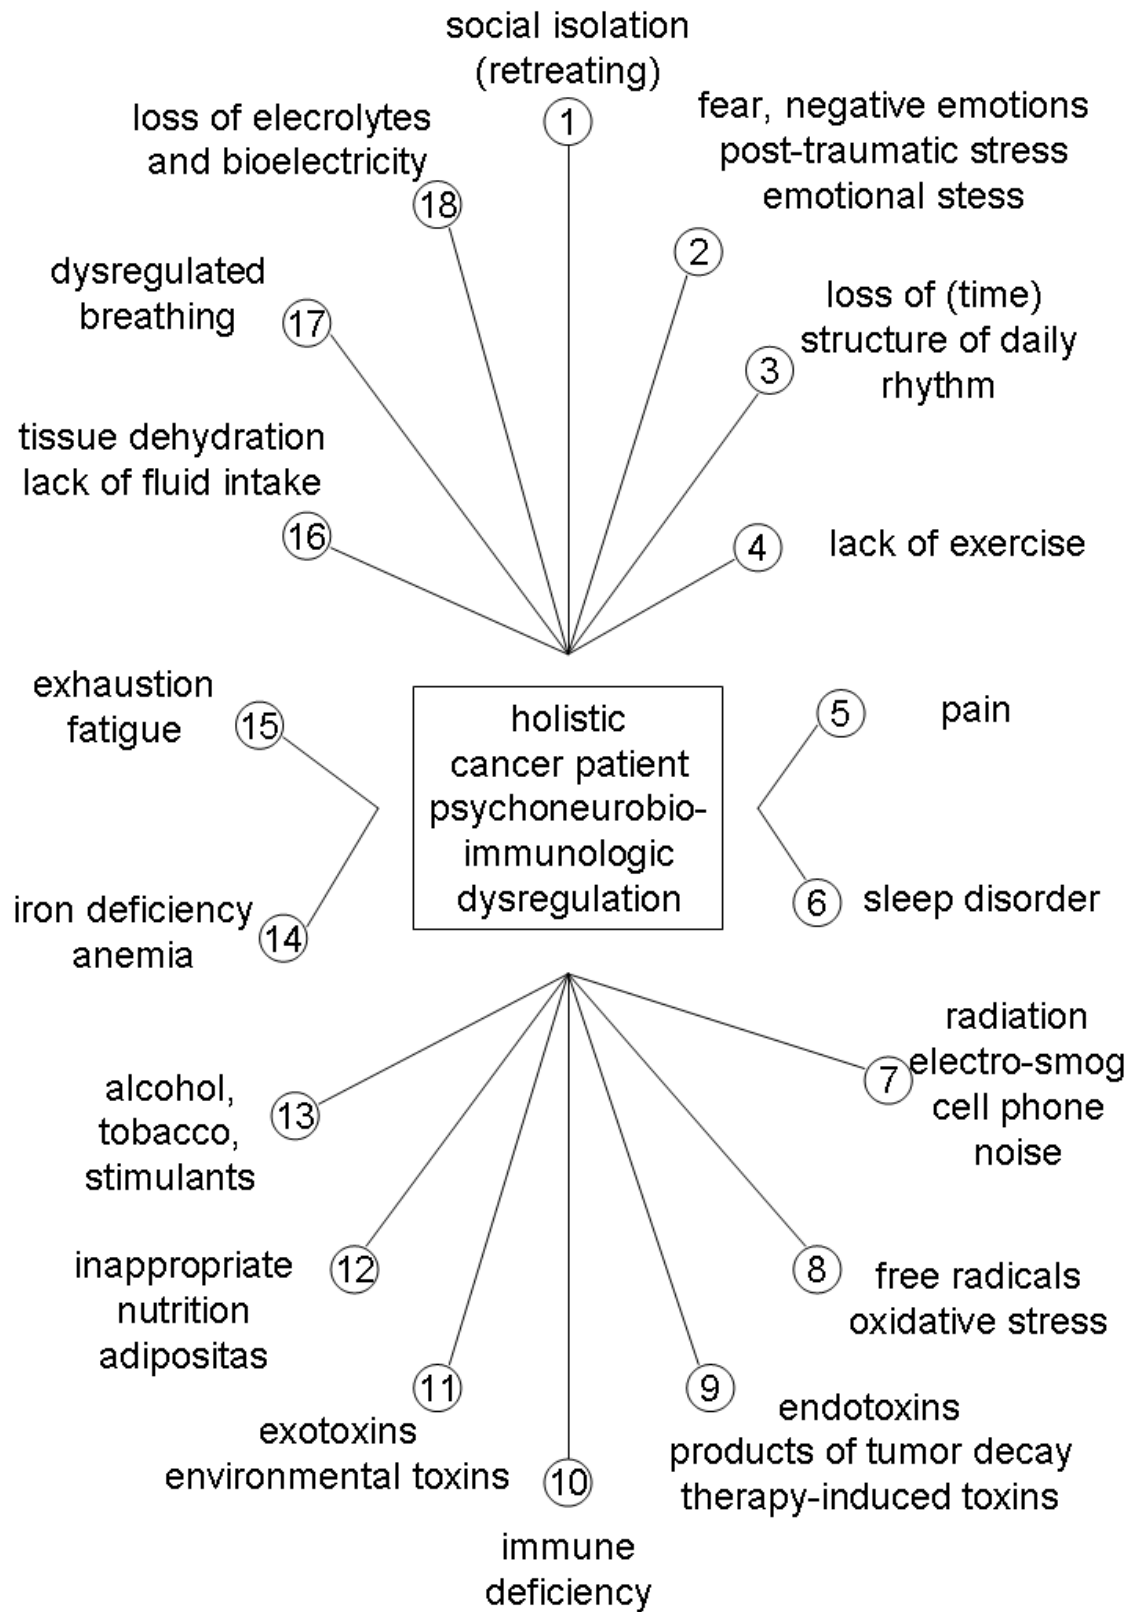 social isolation
(retreating)
1
fear, negative emotions
post-traumatic stress
emotional stess
2
loss of (time)
structure of daily
rhythm
3
lack of exercise
4
pain
5
sleep disorder
6
radiation
electro-smog
cell phone
noise
7
free radicals
oxidative stress
8
endotoxins
products of tumor decay
therapy-induced toxins
9
immune
deficiency
10
exotoxins
environmental toxins
11
inappropriate
nutrition
adipositas
12
alcohol,
tobacco,
stimulants
13
iron deficiency
anemia
14
exhaustion
fatigue
15
tissue dehydration
lack of fluid intake
16
dysregulated
breathing
17
loss of elecrolytes
and bioelectricity
18
holistic
cancer patient
psychoneurobio-
immunologic
dysregulation